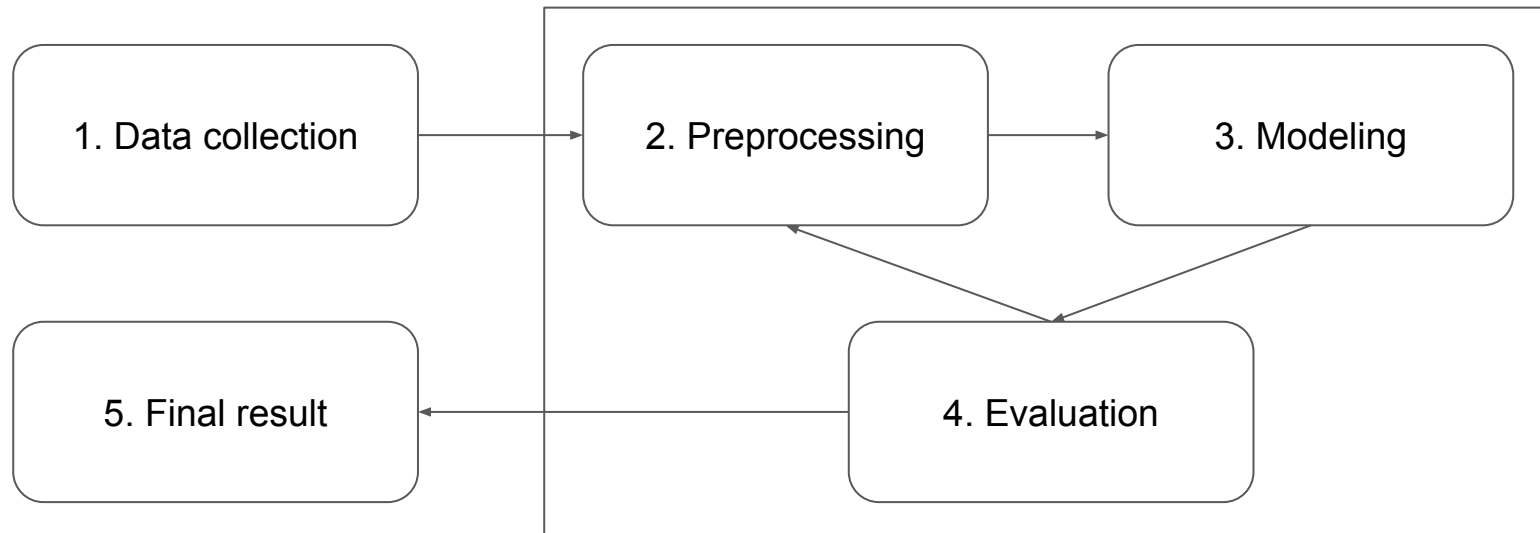 1. Data collection
2. Preprocessing
3. Modeling
5. Final result
4. Evaluation